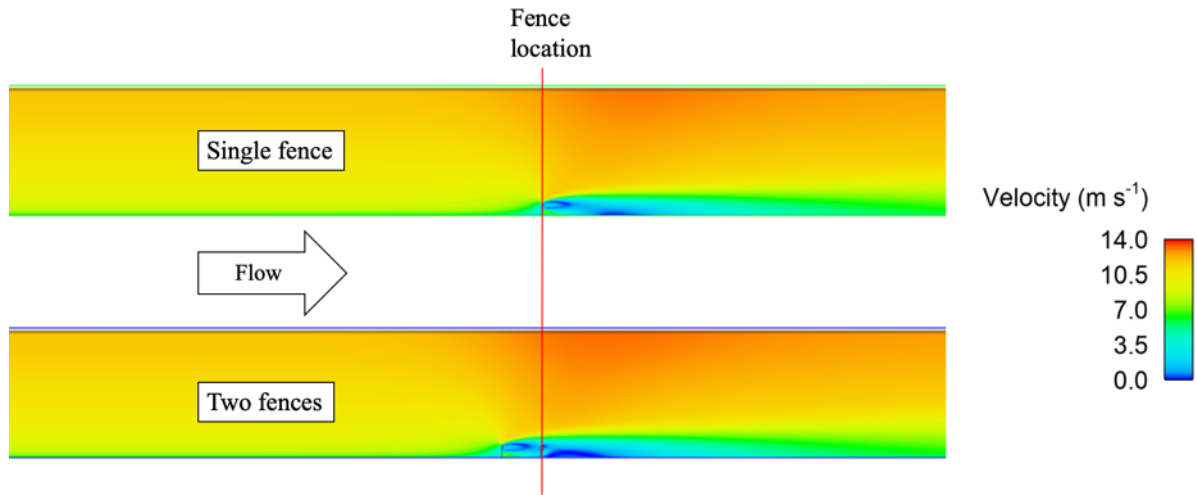 Fence
location
Single fence
Velocity (m s-1)
14.0
10.5
7.0
3.5
0.0
Flow
Two fences